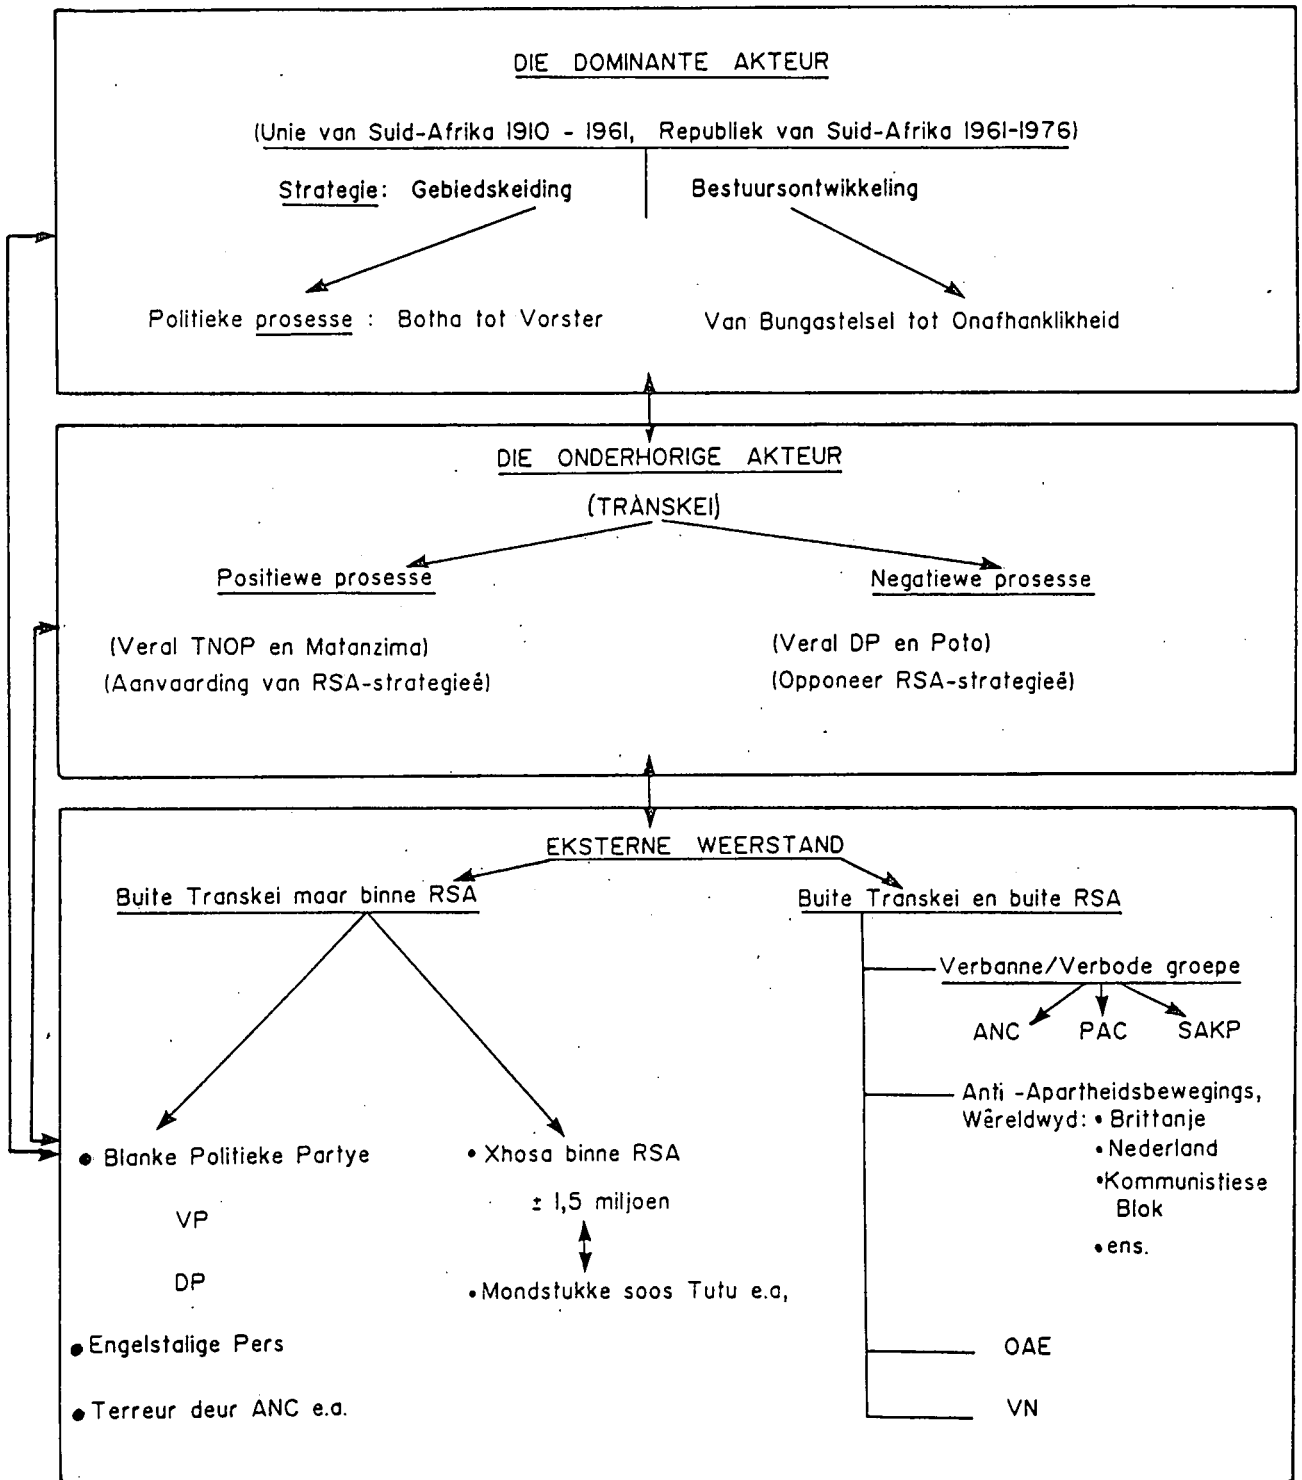 DIE DOMINANTE AKTEUR
(Unie van Suid-Afrika 1910 - 1961, Republiek van Suid-Afrika 1961-1976)
Strategie: Gebiedskeiding
Bestuursontwikkeling
Politieke prosesse : Botha tot Vorster
Van Bungastelsel tot Onafhanklikheid
DIE ONDERHORIGE AKTEUR
(TRANSKEI)
Positiewe prosesse
(Veral TNOP en Matanzima)
(Aanvaarding van RSA-strategieë)
Negatiewe prosesse
(Veral DP en Poto)
(Opponeer RSA-strategieë)
EKSTERNE WEERSTAND
Buite Transkei maar binne RSA
• Blanke Politieke Partye
VP
DP
• Engelstalige Pers
• Terreur deur ANC e.a.
• Xhosa binne RSA
± 1,5 miljoen
• Mondstukke soos Tutu e.a,
Buite Transkei en buite RSA
Verbanne/Verbode groepe
ANC PAC SAKP
Anti -Apartheidsbewegings,
Wêreldwyd: • Brittanje
• Nederland
• Kommunistiese
Blok
• ens.
OAE
VN